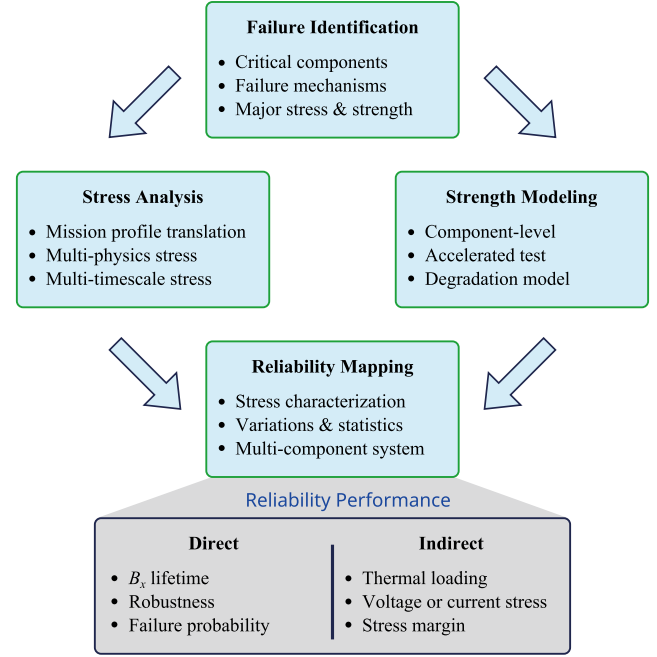 Failure Identification
• Critical components
• Failure mechanisms
• Major stress & strength
Stress Analysis
• Mission profile translation
• Multi-physics stress
• Multi-timescale stress
Strength Modeling
• Component-level
• Accelerated test
• Degradation model
Reliability Mapping
• Stress characterization
• Variations & statistics
• Multi-component system
Reliability Performance
Direct
• Bₓ lifetime
• Robustness
• Failure probability
Indirect
• Thermal loading
• Voltage or current stress
• Stress margin